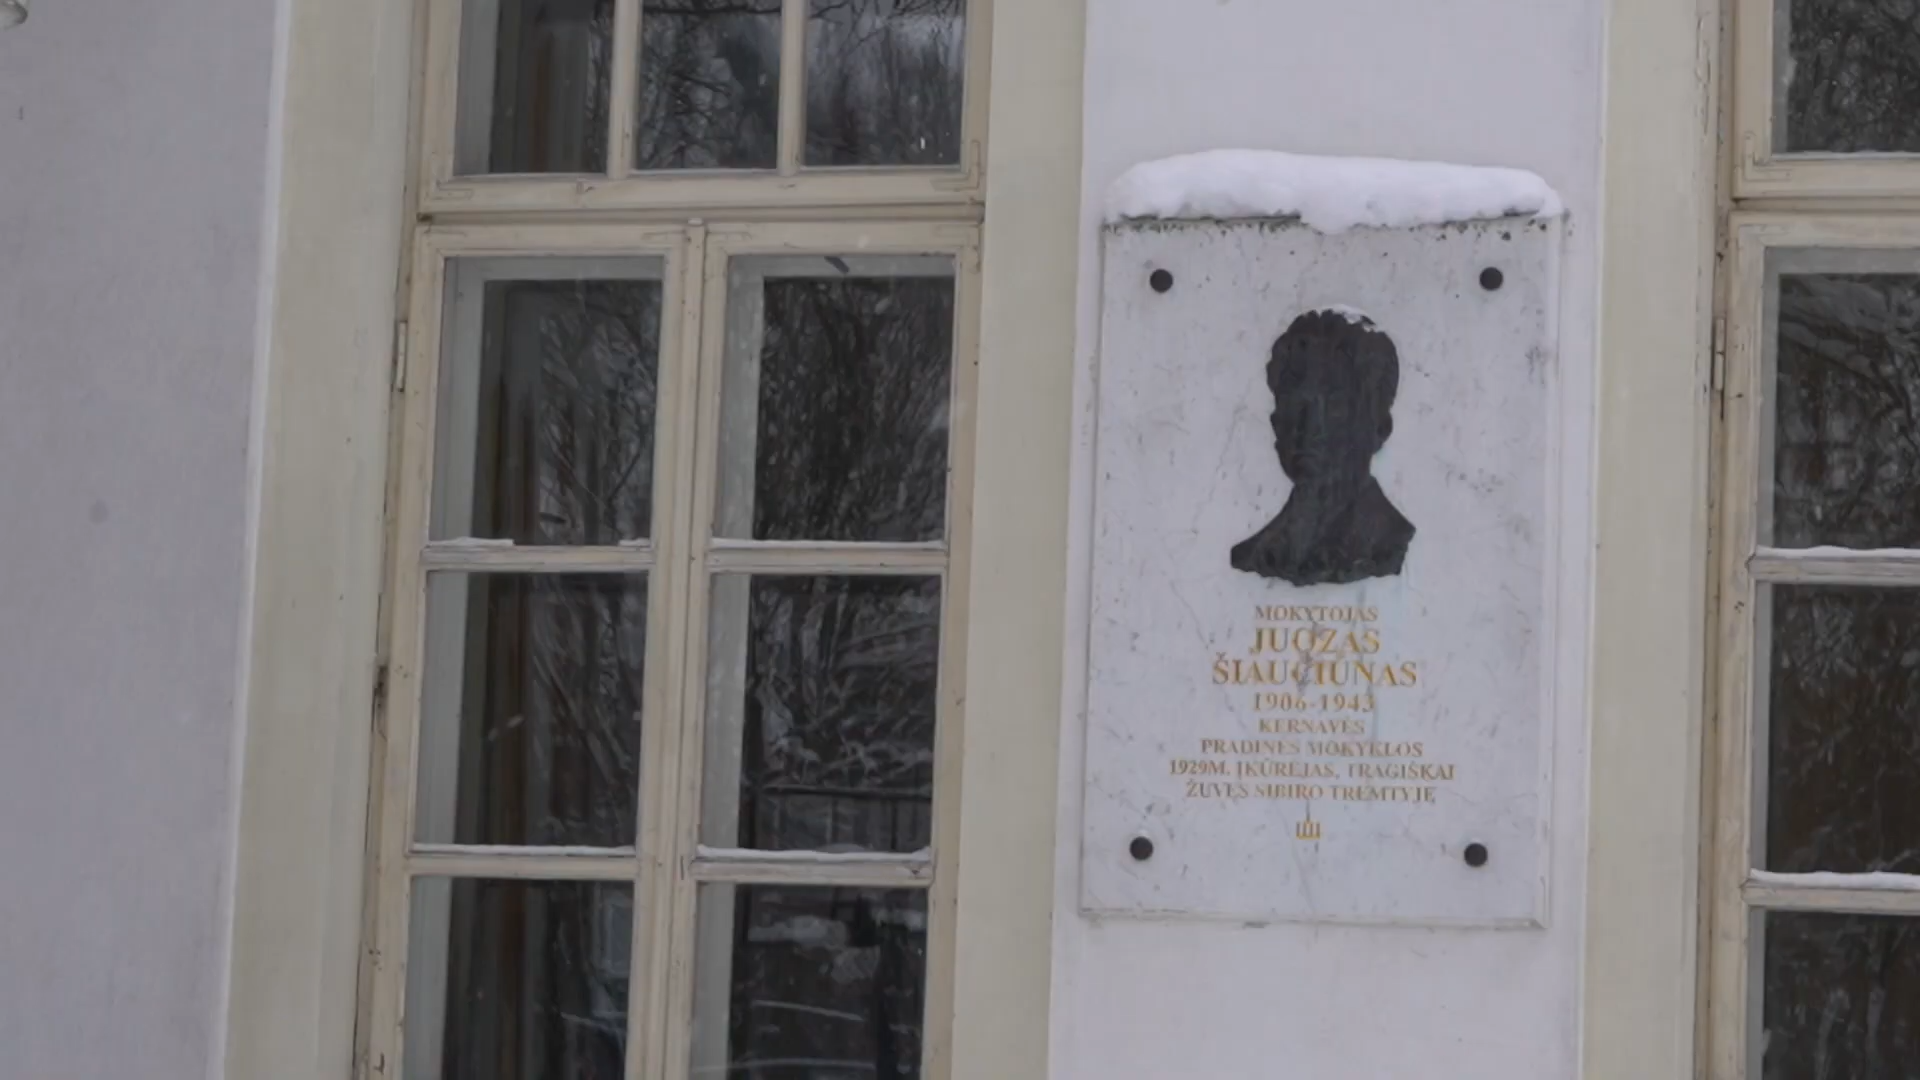 MOKYTOJAS
JUOZAS
ŠIAUČIŪNAS
1906-1943
KERNAVĖS
PRADINĖS MOKYKLOS
1929M. ĮKŪRĖJAS, TRAGIŠKAI
ŽUVĘS SIBIRO TREMTYJE